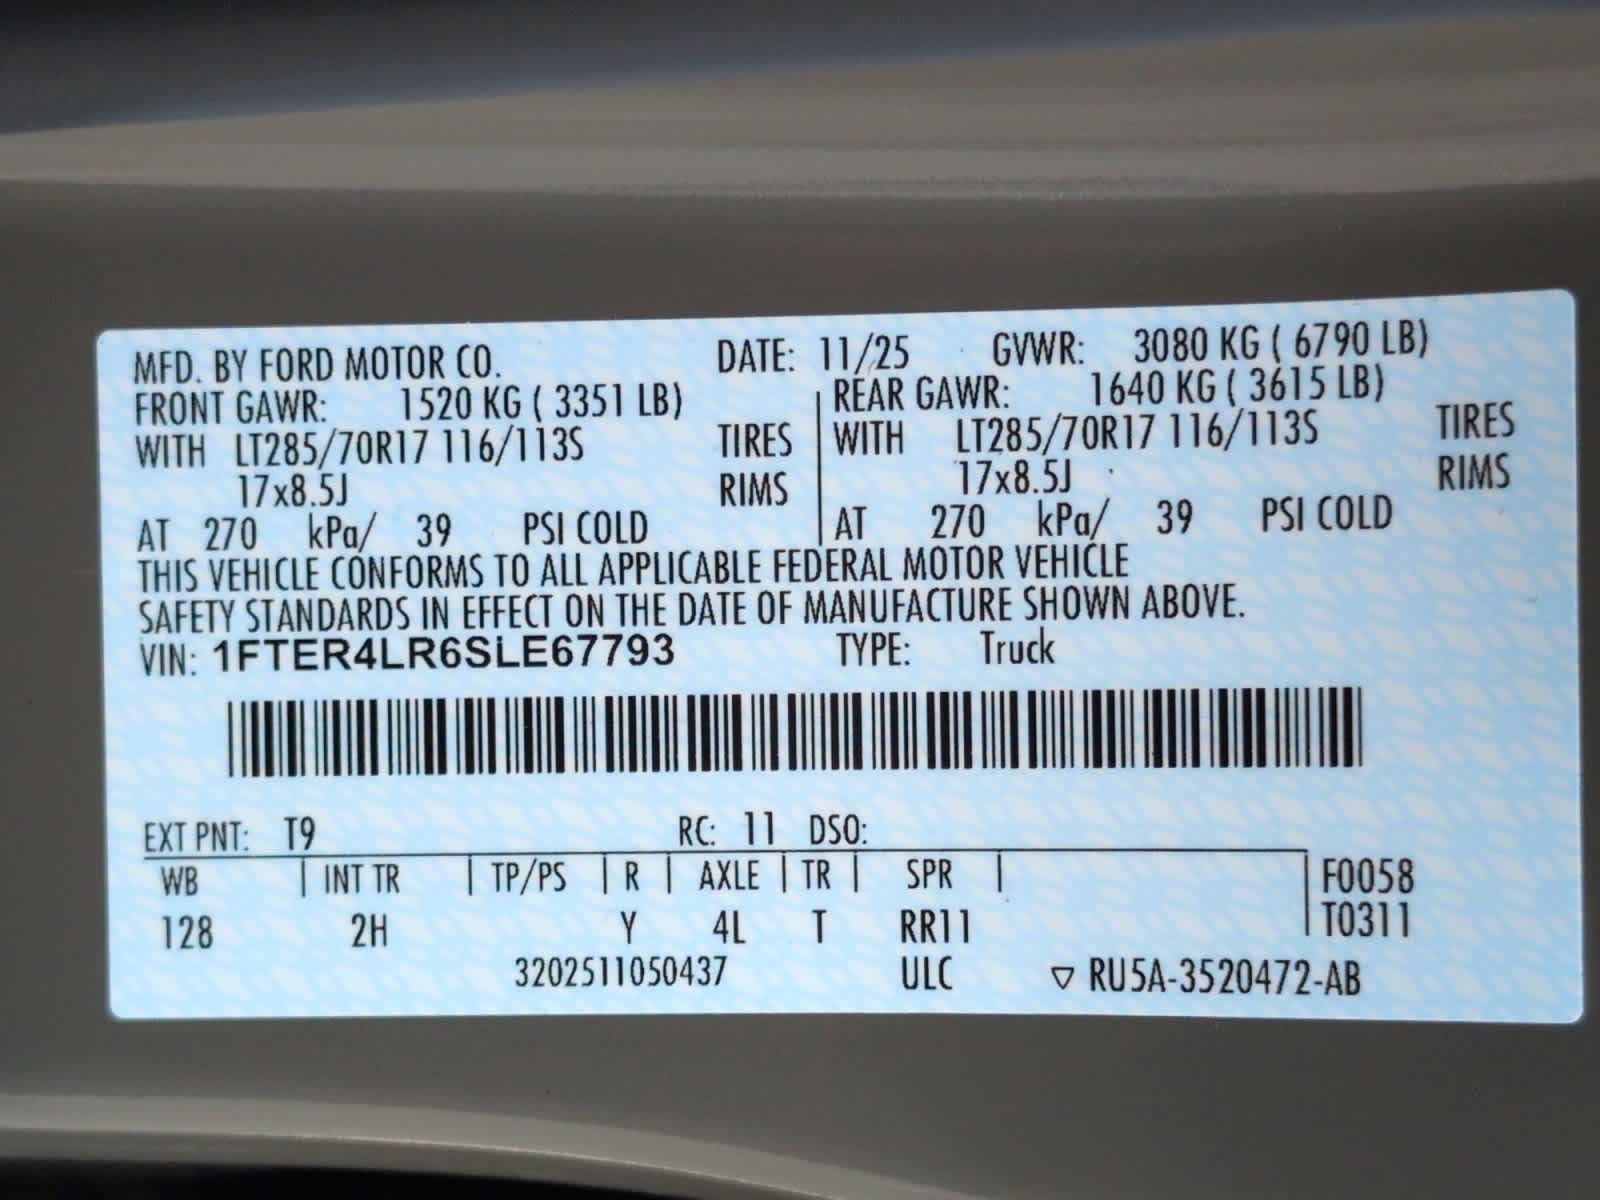 MFD. BY FORD MOTOR CO. DATE: 11/25 GVWR: 3080 KG ( 6790 LB)
FRONT GAWR: 1520 KG ( 3351 LB) REAR GAWR: 1640 KG ( 3615 LB)
WITH LT285/70R17 116/113S TIRES WITH LT285/70R17 116/113S TIRES
17x8.5J RIMS 17x8.5J RIMS
AT 270 kPa/ 39 PSI COLD AT 270 kPa/ 39 PSI COLD
THIS VEHICLE CONFORMS TO ALL APPLICABLE FEDERAL MOTOR VEHICLE
SAFETY STANDARDS IN EFFECT ON THE DATE OF MANUFACTURE SHOWN ABOVE.
VIN: 1FTER4LR6SLE67793 TYPE: Truck
EXT PNT: T9 RC: 11 DSO:
WB INT TR TP/PS R AXLE TR SPR F0058
128 2H Y 4L T RR11 T0311
3202511050437 ULC ▽ RU5A-3520472-AB